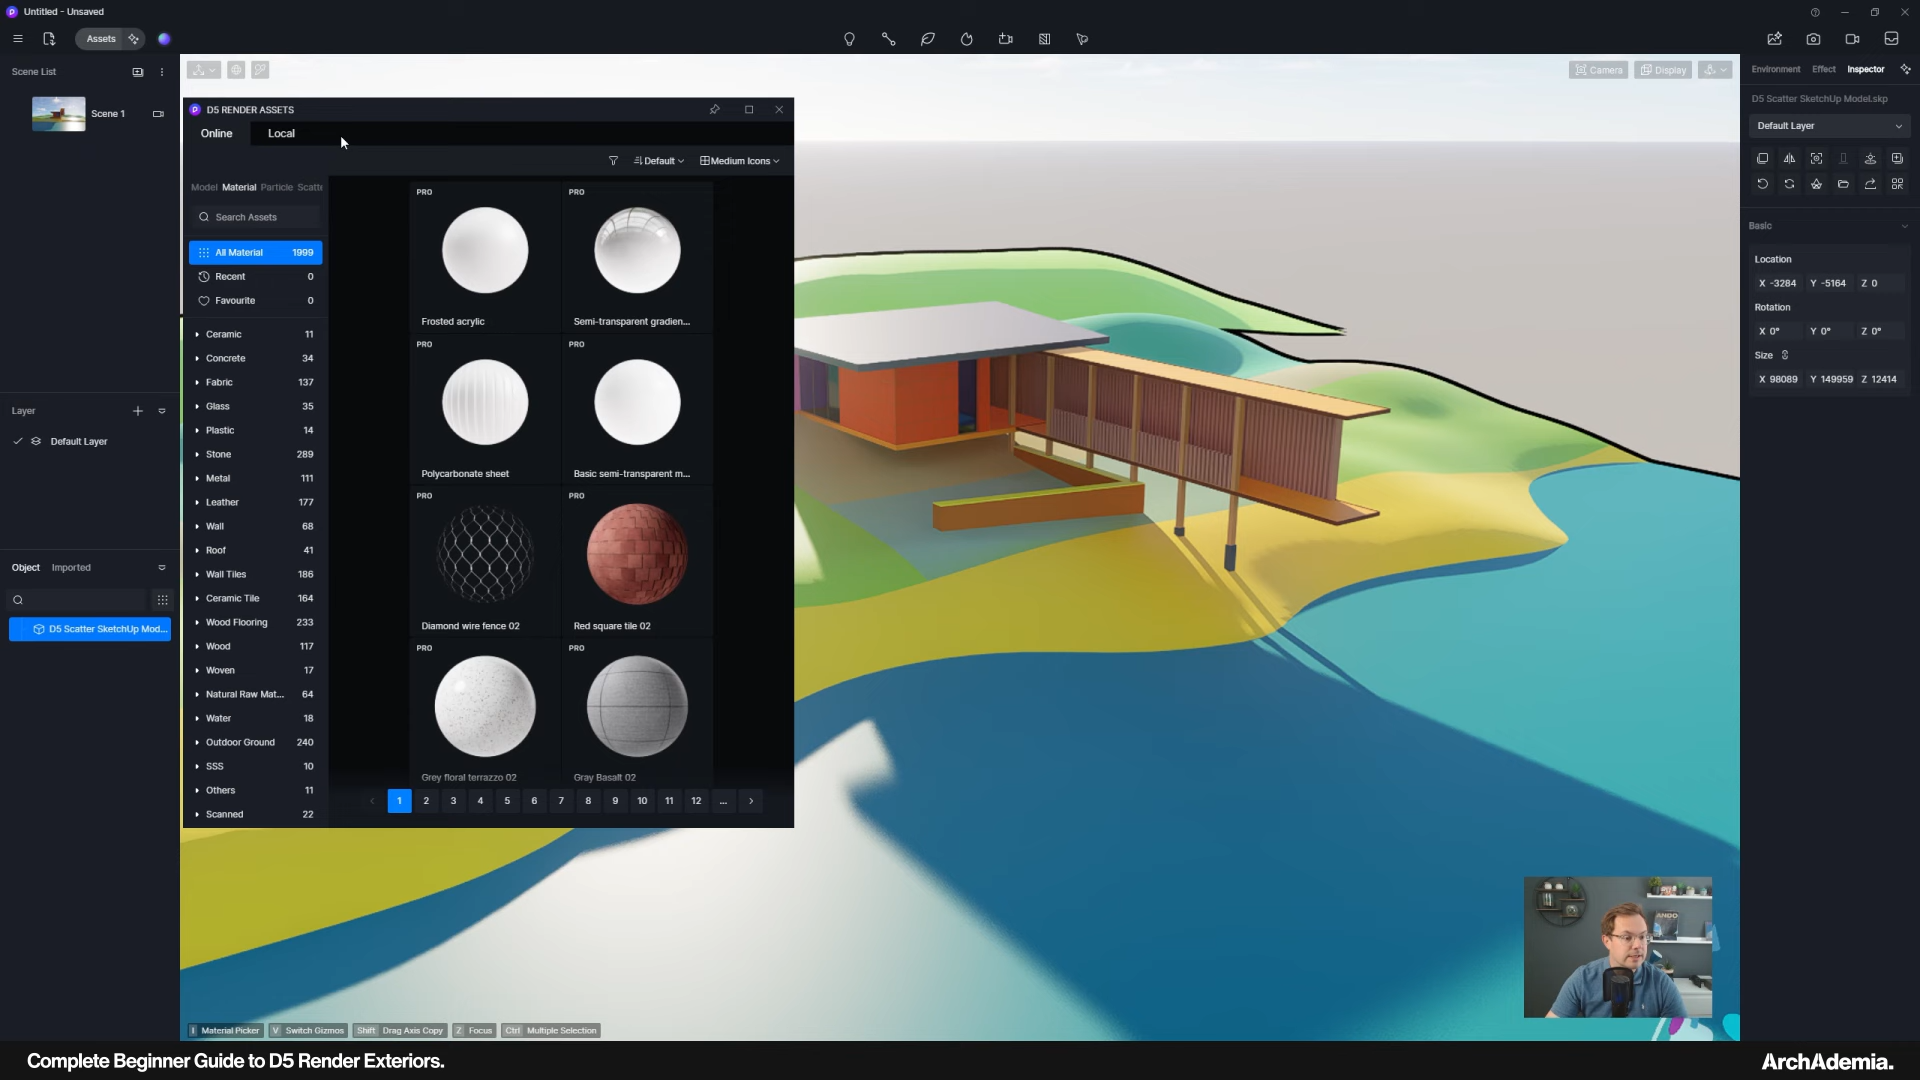 Untitled - Unsaved
Assets
Scene List
Scene 1
Layer
Default Layer
Object
Imported
D5 Scatter SketchUp Mod...
D5 RENDER ASSETS
Online
Local
Default
Medium Icons
Model
Material
Particle
Scatte
Search Assets
All Material 1999
Recent 0
Favourite 0
Ceramic 11
Concrete 34
Fabric 137
Glass 35
Plastic 14
Stone 289
Metal 111
Leather 177
Wall 68
Roof 41
Wall Tiles 186
Ceramic Tile 164
Wood Flooring 233
Wood 117
Woven 17
Natural Raw Mat... 64
Water 18
Outdoor Ground 240
SSS 10
Others 11
Scanned 22
PRO
Frosted acrylic
PRO
Semi-transparent gradien...
PRO
Polycarbonate sheet
PRO
Basic semi-transparent m...
PRO
Diamond wire fence 02
PRO
Red square tile 02
PRO
Grey floral terrazzo 02
PRO
Gray Basalt 02
1 2 3 4 5 6 7 8 9 10 11 12 ...
Camera
Display
Environment
Effect
Inspector
D5 Scatter SketchUp Model.skp
Default Layer
Basic
Location
X -3284 Y -5164 Z 0
Rotation
X 0° Y 0° Z 0°
Size
X 98089 Y 149959 Z 12414
ANDO
I Material Picker V Switch Gizmos Shift Drag Axis Copy Z Focus Ctrl Multiple Selection
Complete Beginner Guide to D5 Render Exteriors.
ArchAdemia.